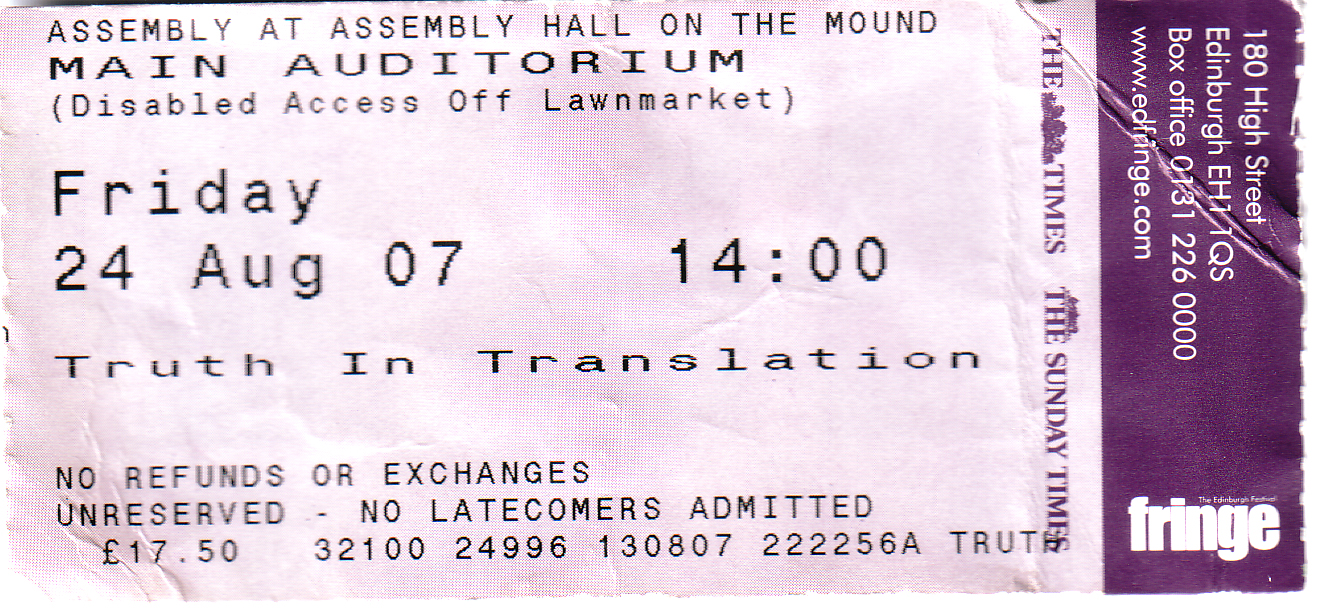 ASSEMBLY AT ASSEMBLY HALL ON THE MOUND
MAIN AUDITORIUM
(Disabled Access Off Lawnmarket)
Friday
24 Aug 07 14:00
Truth In Translation
NO REFUNDS OR EXCHANGES
UNRESERVED - NO LATECOMERS ADMITTED
£17.50 32100 24996 130807 222256A TRUTH
THE TIMES THE SUNDAY TIMES
180 High Street
Edinburgh EH1 1QS
Box office 0131 226 0000
www.edfringe.com
The Edinburgh Festival
fringe